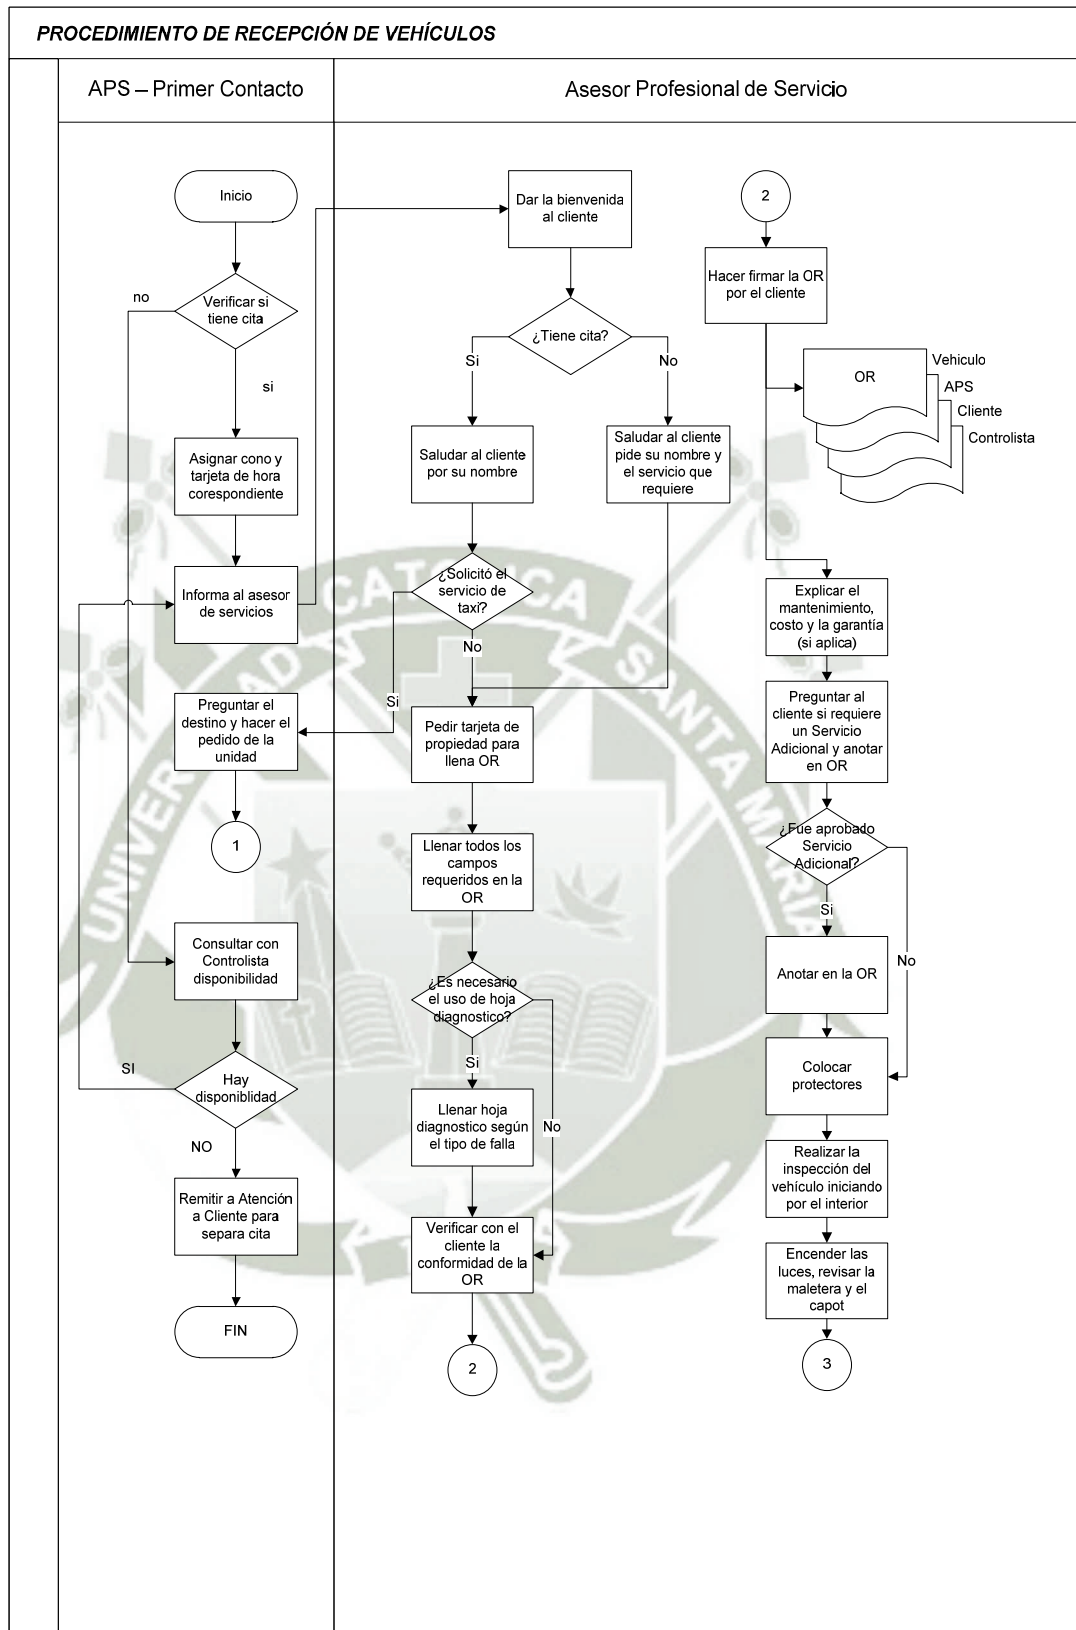 PROCEDIMIENTO DE RECEPCIÓN DE VEHÍCULOS
APS – Primer Contacto
Asesor Profesional de Servicio
Inicio
Verificar si
tiene cita
no
si
Asignar cono y
tarjeta de hora
corespondiente
Informa al asesor
de servicios
Preguntar el
destino y hacer el
pedido de la
unidad
1
Consultar con
Controlista
disponibilidad
Hay
disponiblidad
SI
NO
Remitir a Atención
a Cliente para
separa cita
FIN
Dar la bienvenida
al cliente
¿Tiene cita?
Si
No
Saludar al cliente
por su nombre
Saludar al cliente
pide su nombre y
el servicio que
requiere
¿Solicitó el
servicio de
taxi?
No
Si
Pedir tarjeta de
propiedad para
llena OR
Llenar todos los
campos
requeridos en la
OR
¿Es necesario
el uso de hoja
diagnostico?
Si
No
Llenar hoja
diagnostico según
el tipo de falla
Verificar con el
cliente la
conformidad de la
OR
2
2
Hacer firmar la OR
por el cliente
OR
Vehiculo
APS
Cliente
Controlista
Explicar el
mantenimiento,
costo y la garantía
(si aplica)
Preguntar al
cliente si requiere
un Servicio
Adicional y anotar
en OR
¿Fue aprobado
Servicio
Adicional?
Si
No
Anotar en la OR
Colocar
protectores
Realizar la
inspección del
vehículo iniciando
por el interior
Encender las
luces, revisar la
maletera y el
capot
3
UNIVERSIDAD CATÓLICA SANTA MARÍA